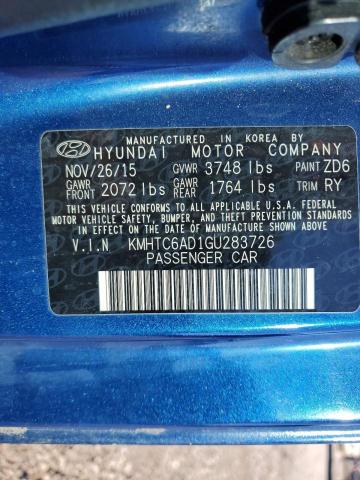 MANUFACTURED IN KOREA BY
HYUNDAI MOTOR COMPANY
NOV/26/15 GVWR 3748 lbs PAINT ZD6
GAWR FRONT 2072 lbs GAWR REAR 1764 lbs TRIM RY
THIS VEHICLE CONFORMS TO ALL APPLICABLE U.S.A. FEDERAL
MOTOR VEHICLE SAFETY, BUMPER, AND THEFT PREVENTION
STANDARDS IN EFFECT ON THE DATE OF MANUFACTURE SHOWN ABOVE.
V.I.N KMHTC6AD1GU283726
PASSENGER CAR